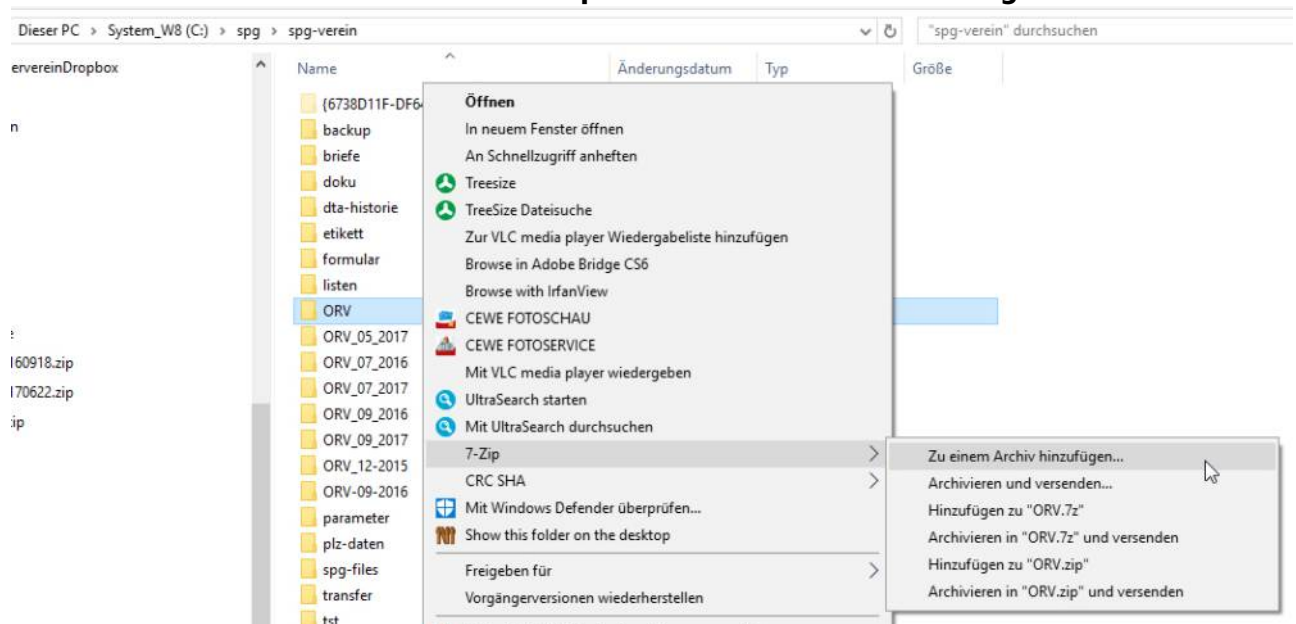 Dieser PC > System_W8 (C:) > spg > spg-verein
"spg-verein" durchsuchen
ervereinDropbox
n
160918.zip
170622.zip
zip
Name
Änderungsdatum
Typ
Größe
{6738D11F-DF64
backup
briefe
doku
dta-historie
etikett
formular
listen
ORV
ORV_05_2017
ORV_07_2016
ORV_07_2017
ORV_09_2016
ORV_09_2017
ORV_12-2015
ORV-09-2016
parameter
plz-daten
spg-files
transfer
tst
Öffnen
In neuem Fenster öffnen
An Schnellzugriff anheften
Treesize
TreeSize Dateisuche
Zur VLC media player Wiedergabeliste hinzufügen
Browse in Adobe Bridge CS6
Browse with IrfanView
CEWE FOTOSCHAU
CEWE FOTOSERVICE
Mit VLC media player wiedergeben
UltraSearch starten
Mit UltraSearch durchsuchen
7-Zip
CRC SHA
Mit Windows Defender überprüfen...
Show this folder on the desktop
Freigeben für
Vorgängerversionen wiederherstellen
Zu einem Archiv hinzufügen...
Archivieren und versenden...
Hinzufügen zu "ORV.7z"
Archivieren in "ORV.7z" und versenden
Hinzufügen zu "ORV.zip"
Archivieren in "ORV.zip" und versenden